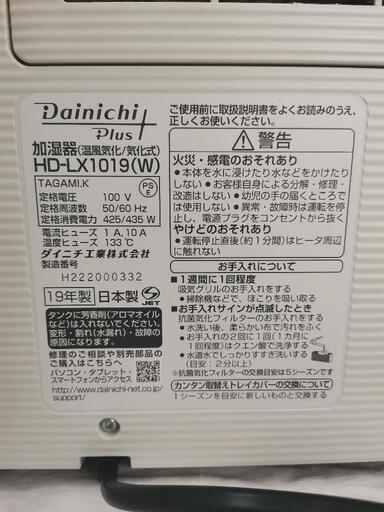 Dainichi
Plus
加湿器(温風気化/気化式)
HD-LX1019(W)
TAGAMI.K
定格電圧 100 V
定格周波数 50/60 Hz
定格消費電力 425/435 W
PS
E
電流ヒューズ 1 A,10 A
温度ヒューズ 133℃
ダイニチ工業株式会社
製造番号
H222000332
19年製 日本製
S JET
タンクに芳香剤(アロマオイル
など)は入れないでください。
変形・割れ(水漏れ)・故障の
原因になります。
修理のご相談や別売部品の
ご購入はこちらへ
パソコン・タブレット・
スマートフォンからアクセス
http://www.dainichi-net.co.jp/
support/
ご使用前に取扱説明書をよくお読みのうえ、
正しくお使いください。
警告
火災・感電のおそれあり
●本体を水に浸けたり水などをかけたり
しない●お客様自身による分解・修理・
改造はしない●幼児の手の届くところでは
使用しない●異常・故障時は運転を停
止し、電源プラグをコンセントから抜く
やけどのおそれあり
●運転停止直後(約1分間)はヒータ周辺
に触れない
お手入れについて
■1週間に1回程度
吸気グリルのお手入れをする
●掃除機などで、ほこりを吸い取る
■お手入れサインが点滅したとき
抗菌気化フィルターのお手入れをする
●水洗い後、柔らかい布で汚れをふく
●お手入れの2回に1回(1カ月に
1回程度)はクエン酸で洗浄する
●水道水でしっかりすすぎ洗いする
(目安:2分以上)
※抗菌気化フィルターの交換目安は5シーズンです
カンタン取替えトレイカバーの交換について
1シーズンを目安に新しいものと交換する